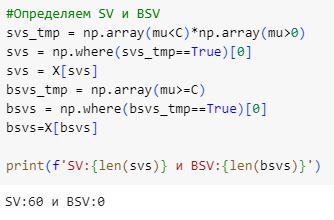 #Определяем SV и BSV
svs_tmp = np.array(mu<C)*np.array(mu>0)
svs = np.where(svs_tmp==True)[0]
svs = X[svs]
bsvs_tmp = np.array(mu>=C)
bsvs = np.where(bsvs_tmp==True)[0]
bsvs=X[bsvs]
print(f'SV:{len(svs)} и BSV:{len(bsvs)}')
SV:60 и BSV:0